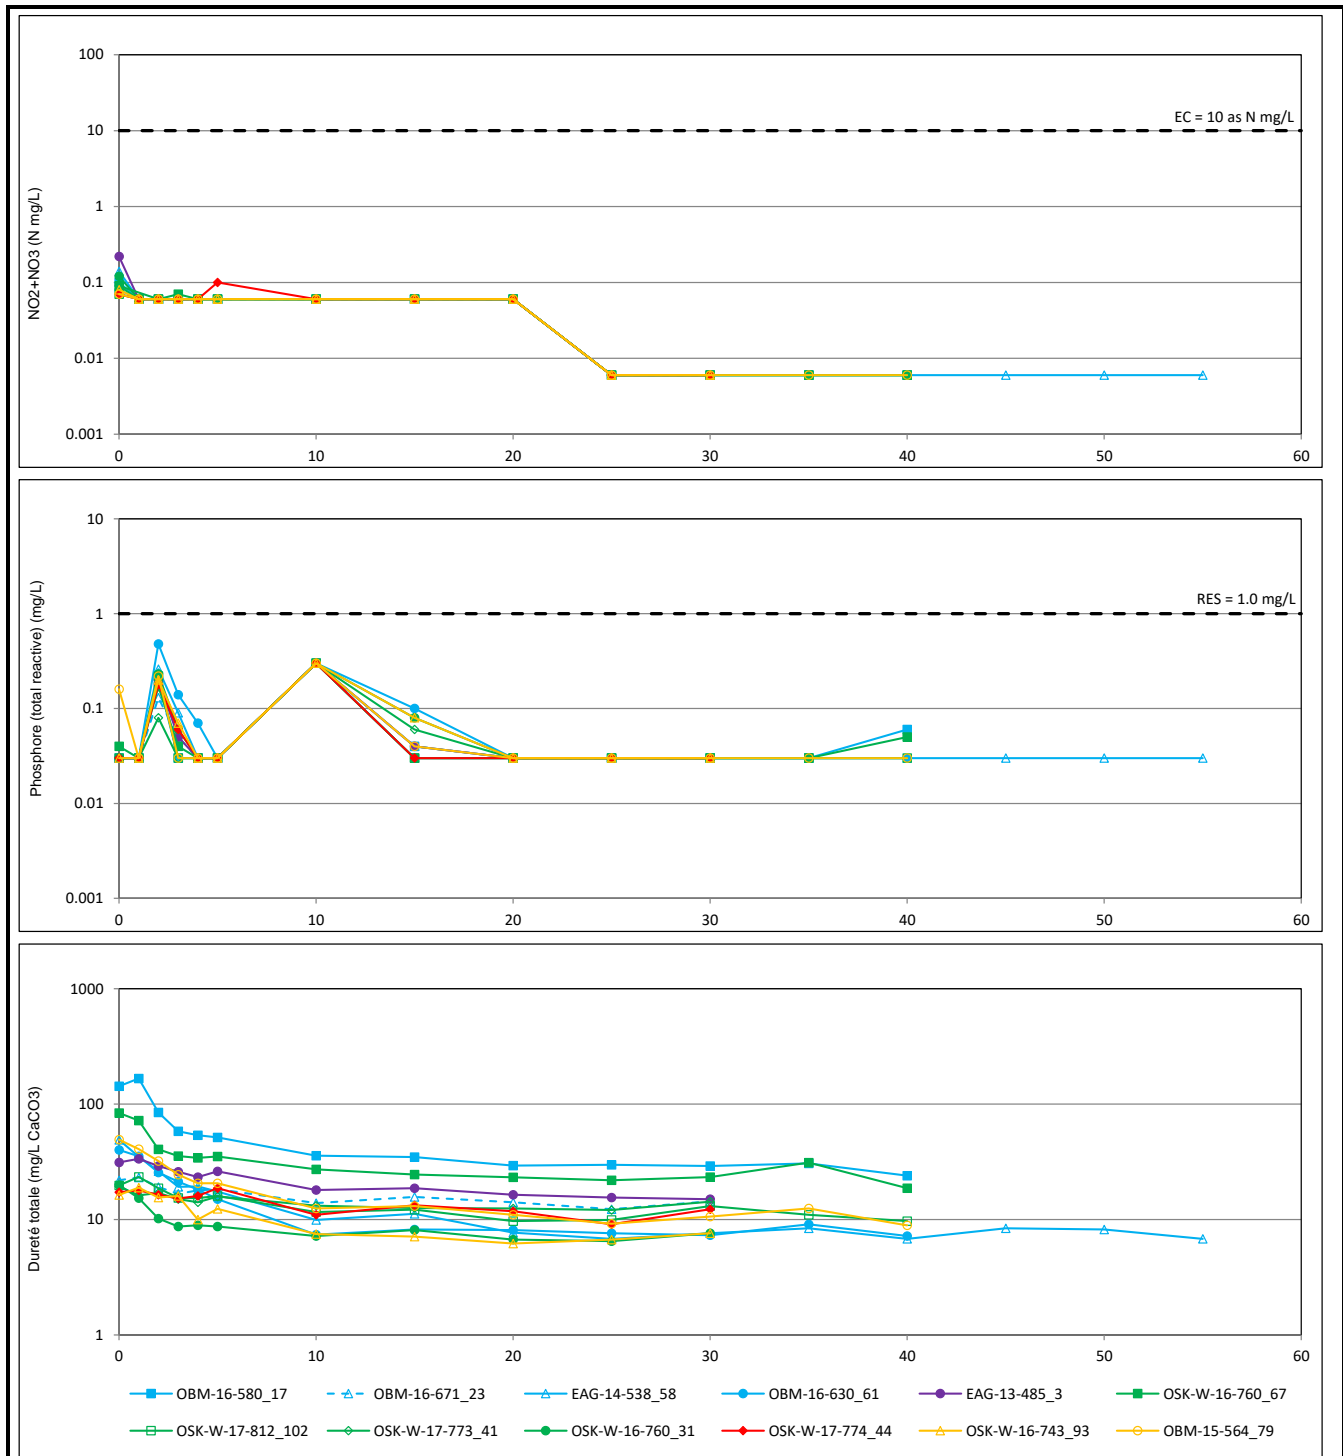 100
10
1
0.1
0.01
0.001
NO2+NO3 (N mg/L)
EC = 10 as N mg/L
0 10 20 30 40 50 60
10
1
0.1
0.01
0.001
Phosphore (total reactive) (mg/L)
RES = 1.0 mg/L
0 10 20 30 40 50 60
1000
100
10
1
Dureté totale (mg/L CaCO3)
0 10 20 30 40 50 60
OBM-16-580_17 OBM-16-671_23 EAG-14-538_58 OBM-16-630_61 EAG-13-485_3 OSK-W-16-760_67
OSK-W-17-812_102 OSK-W-17-773_41 OSK-W-16-760_31 OSK-W-17-774_44 OSK-W-16-743_93 OBM-15-564_79